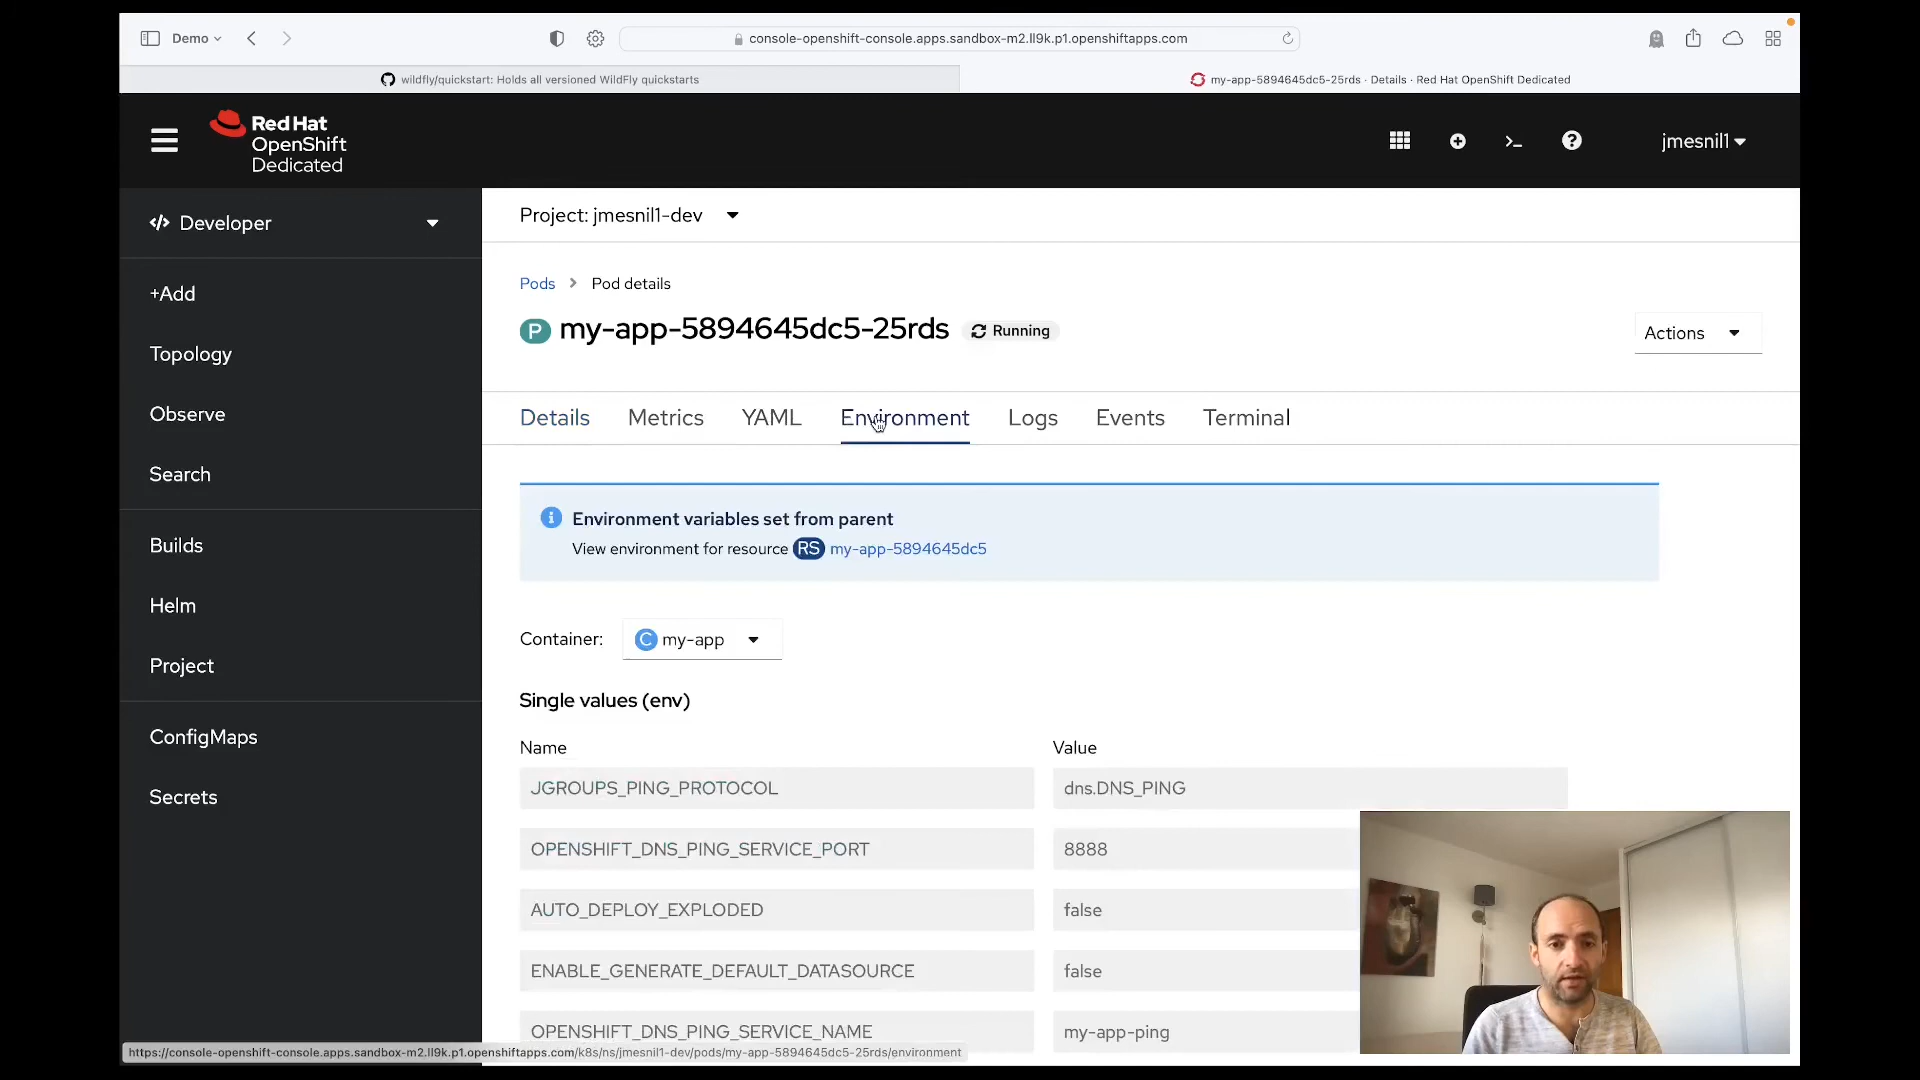 Demo
console-openshift-console.apps.sandbox-m2.ll9k.p1.openshiftapps.com
wildfly/quickstart: Holds all versioned WildFly quickstarts
my-app-5894645dc5-25rds · Details · Red Hat OpenShift Dedicated
Red Hat
OpenShift
Dedicated
jmesnil1
Developer
Project: jmesnil1-dev
+Add
Pods
Pod details
P
my-app-5894645dc5-25rds
Running
Actions
Topology
Details
Metrics
YAML
Environment
Logs
Events
Terminal
Observe
Search
Environment variables set from parent
View environment for resource RS my-app-5894645dc5
Builds
Helm
Container:
C my-app
Project
Single values (env)
ConfigMaps
Name
Value
Secrets
JGROUPS_PING_PROTOCOL
dns.DNS_PING
OPENSHIFT_DNS_PING_SERVICE_PORT
8888
AUTO_DEPLOY_EXPLODED
false
ENABLE_GENERATE_DEFAULT_DATASOURCE
false
OPENSHIFT_DNS_PING_SERVICE_NAME
my-app-ping
https://console-openshift-console.apps.sandbox-m2.ll9k.p1.openshiftapps.com/k8s/ns/jmesnil1-dev/pods/my-app-5894645dc5-25rds/environment